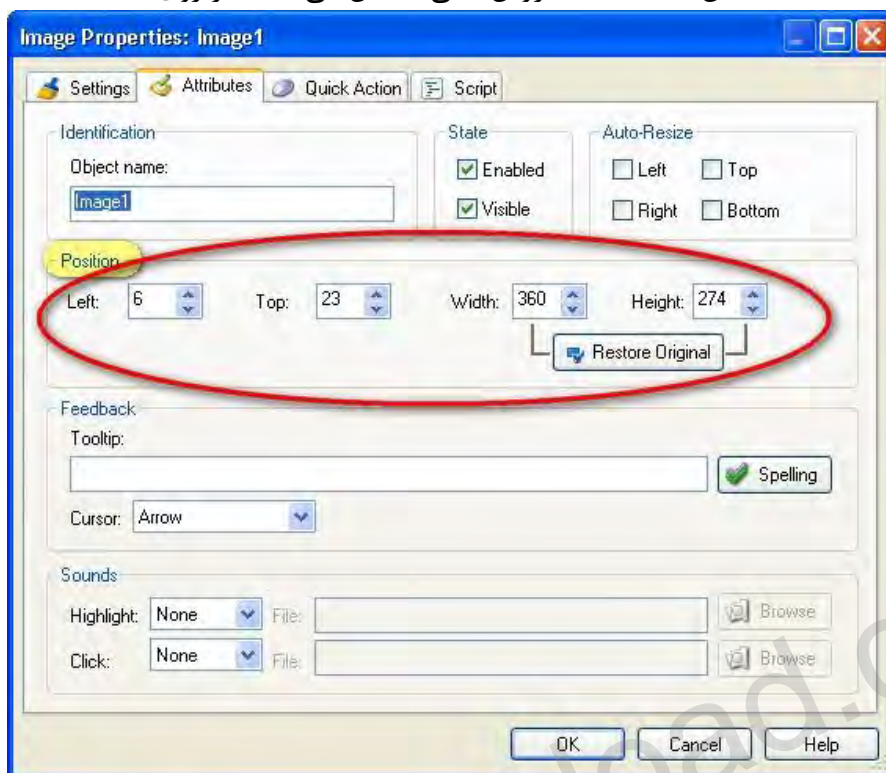 Image Properties: Image1
Settings Attributes Quick Action Script
Identification State Auto-Resize
Object name: Enabled Left Top
Image1 Visible Right Bottom
Position
Left: 6 Top: 23 Width: 360 Height: 274
Restore Original
Feedback
Tooltip:
Spelling
Cursor: Arrow
Sounds
Highlight: None File: Browse
Click: None File: Browse
OK Cancel Help